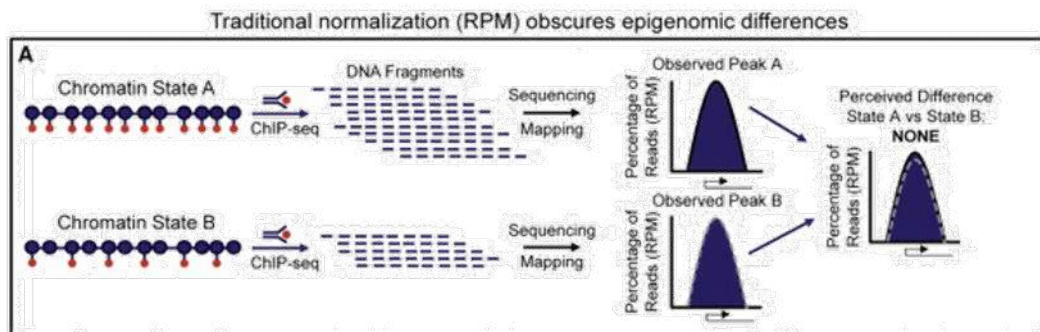 Traditional normalization (RPM) obscures epigenomic differences
A
Chromatin State A
ChIP-seq
DNA Fragments
Sequencing
Mapping
Observed Peak A
Percentage of
Reads (RPM)
Perceived Difference
State A vs State B:
NONE
Percentage of
Reads (RPM)
Chromatin State B
ChIP-seq
Sequencing
Mapping
Observed Peak B
Percentage of
Reads (RPM)